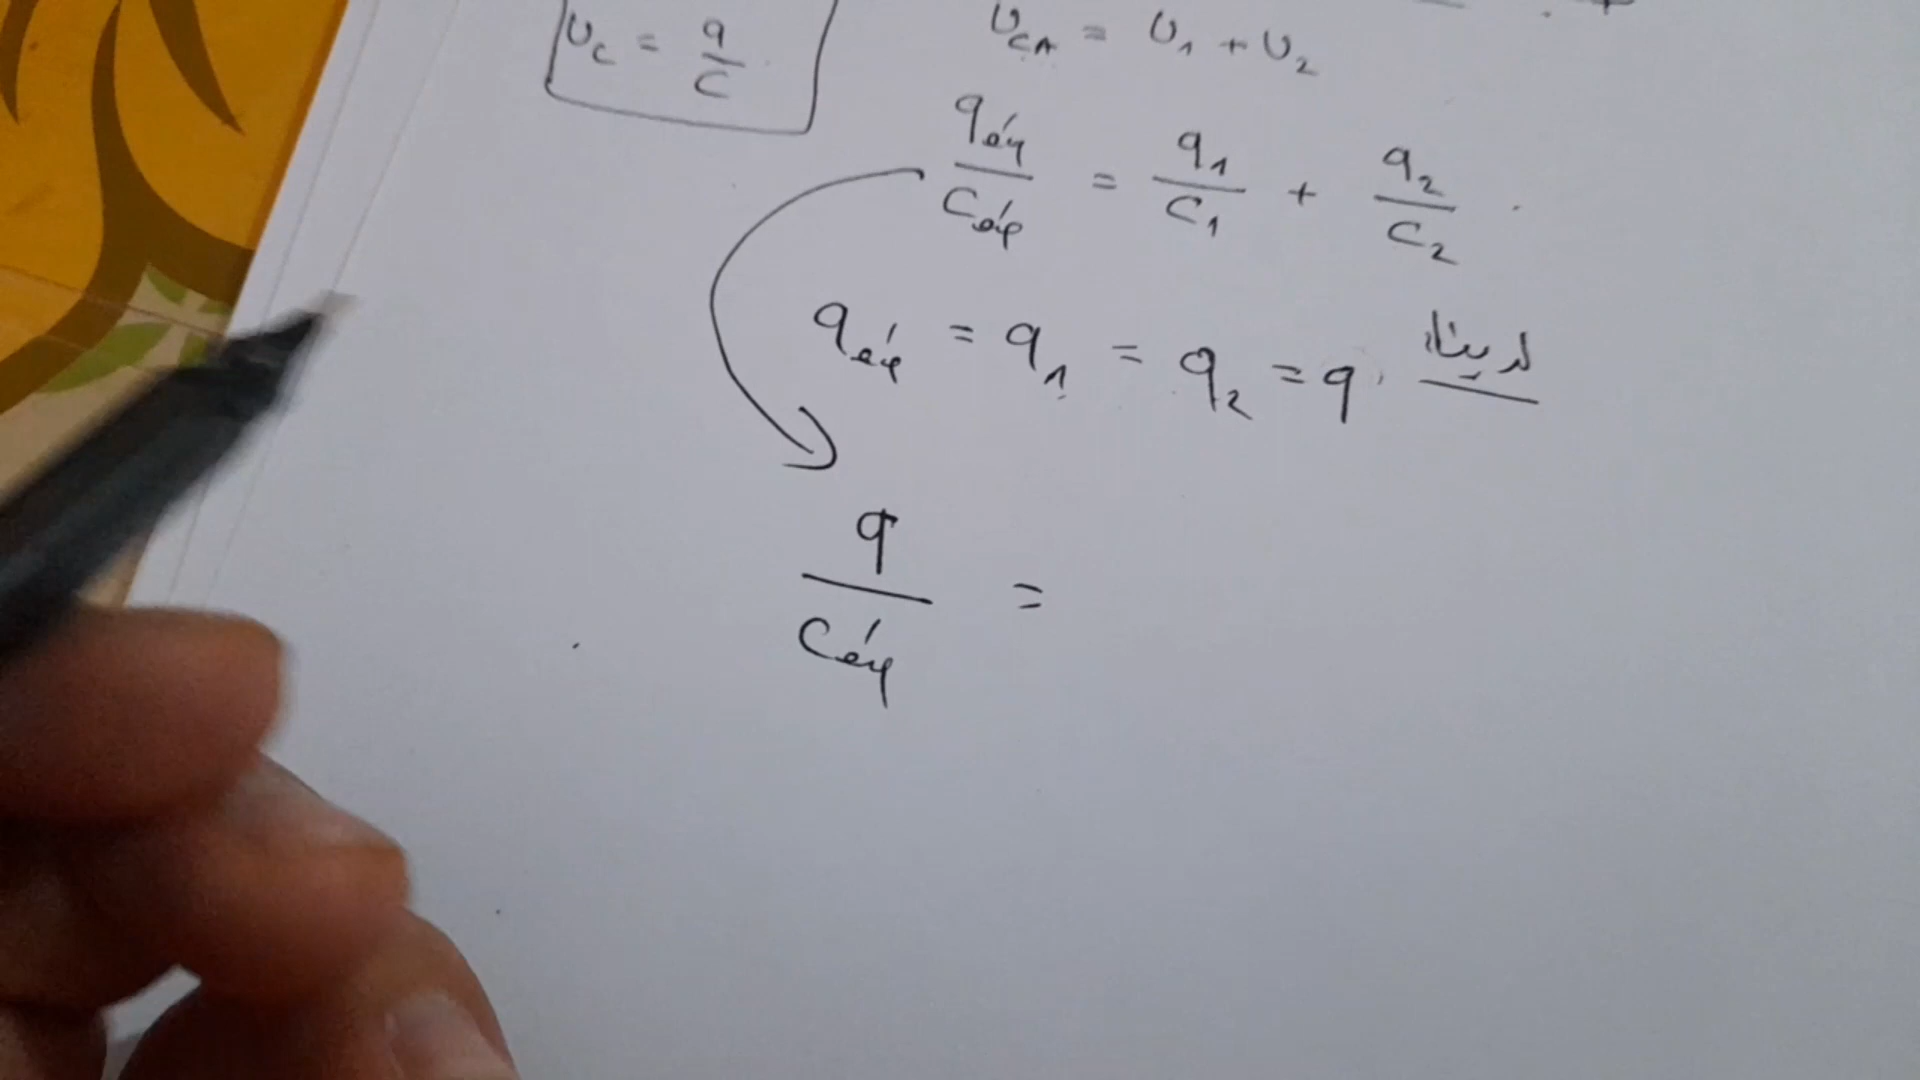 U_C = q/C
U_CA = U_1 + U_2
q_éq/C_éq = q_1/C_1 + q_2/C_2
q_éq = q_1 = q_2 = q لدينا
q/C_éq =